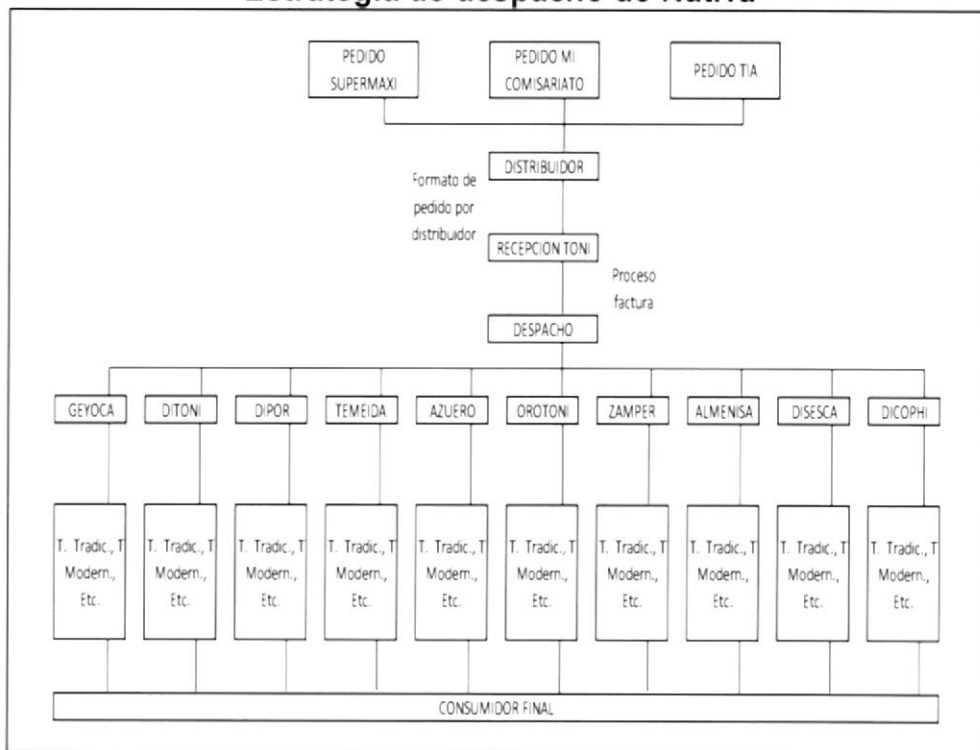 Estrategia de despacho de Nativa
PEDIDO
SUPERMAXI
PEDIDO MI
COMISARIATO
PEDIDO TIA
DISTRIBUIDOR
Formato de
pedido por
distribuidor
RECEPCION TONI
Proceso
factura
DESPACHO
GEYOCA
DITONI
DIPOR
TEMEIDA
AZUERO
OROTONI
ZAMPER
ALMENISA
DISESCA
DICOPHI
T. Tradic., T
Modern.,
Etc.
T. Tradic., T
Modern.,
Etc.
T. Tradic., T
Modern.,
Etc.
T. Tradic., T
Modern.,
Etc.
T. Tradic., T
Modern.,
Etc.
T. Tradic., T
Modern.,
Etc.
T. Tradic., T
Modern.,
Etc.
T. Tradic., T
Modern.,
Etc.
T. Tradic., T
Modern.,
Etc.
T. Tradic., T
Modern.,
Etc.
CONSUMIDOR FINAL